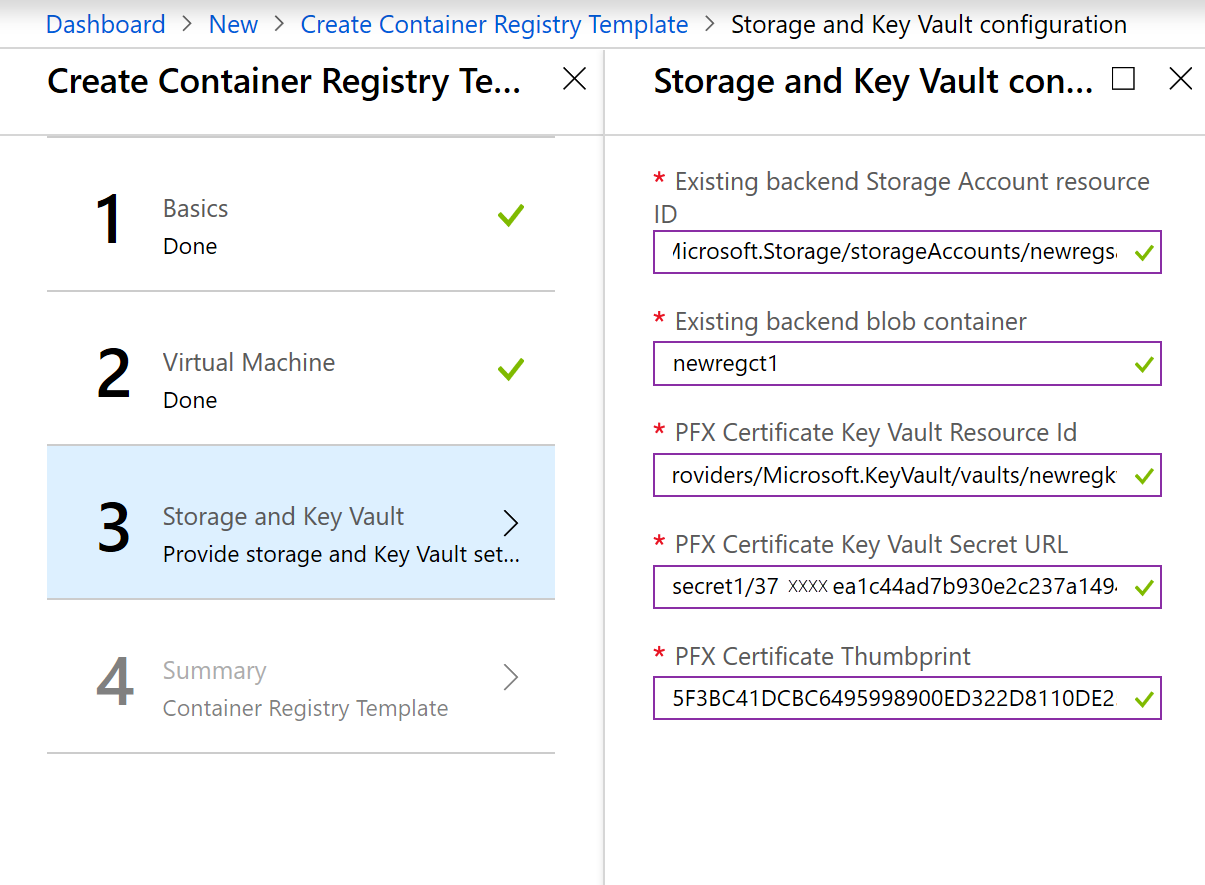 Dashboard > New > Create Container Registry Template > Storage and Key Vault configuration
Create Container Registry Te...
Storage and Key Vault con...
1
Basics
Done
2
Virtual Machine
Done
3
Storage and Key Vault
Provide storage and Key Vault set...
4
Summary
Container Registry Template
* Existing backend Storage Account resource
ID
Microsoft.Storage/storageAccounts/newregsa
* Existing backend blob container
newregct1
* PFX Certificate Key Vault Resource Id
roviders/Microsoft.KeyVault/vaults/newregk
* PFX Certificate Key Vault Secret URL
secret1/37 XXXX ea1c44ad7b930e2c237a149
* PFX Certificate Thumbprint
5F3BC41DCBC6495998900ED322D8110DE2